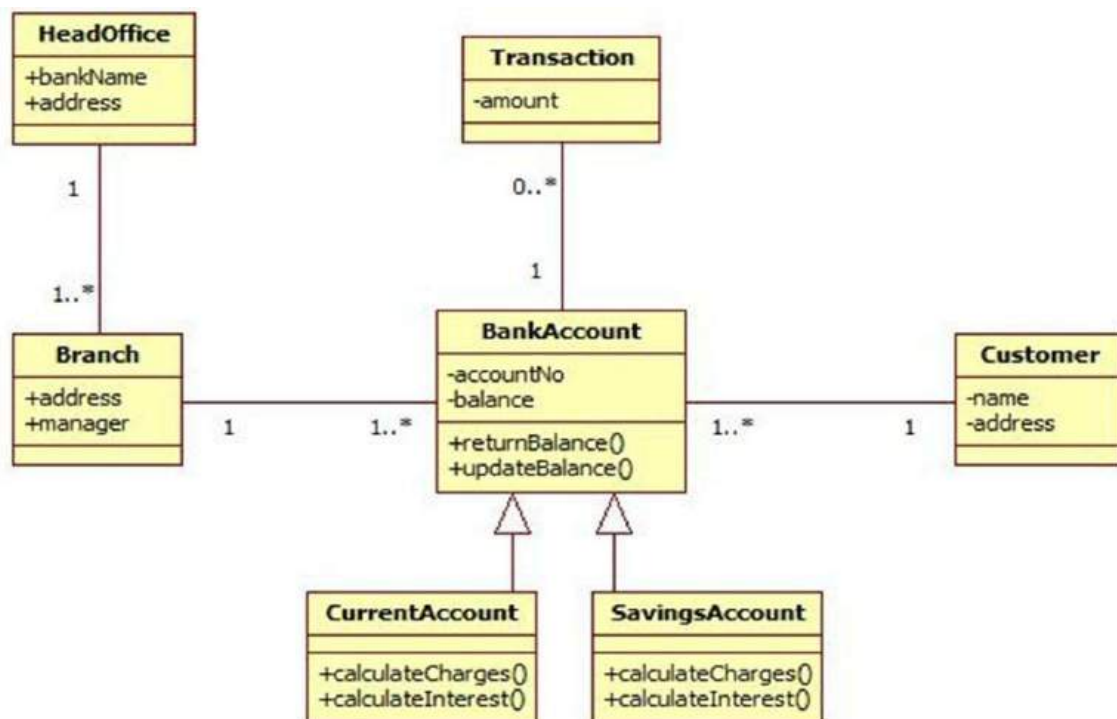 HeadOffice
+bankName
+address
Transaction
-amount
1
0..*
1..*
1
Branch
+address
+manager
1
1..*
BankAccount
-accountNo
-balance
+returnBalance()
+updateBalance()
1..*
1
Customer
-name
-address
CurrentAccount
+calculateCharges()
+calculateInterest()
SavingsAccount
+calculateCharges()
+calculateInterest()